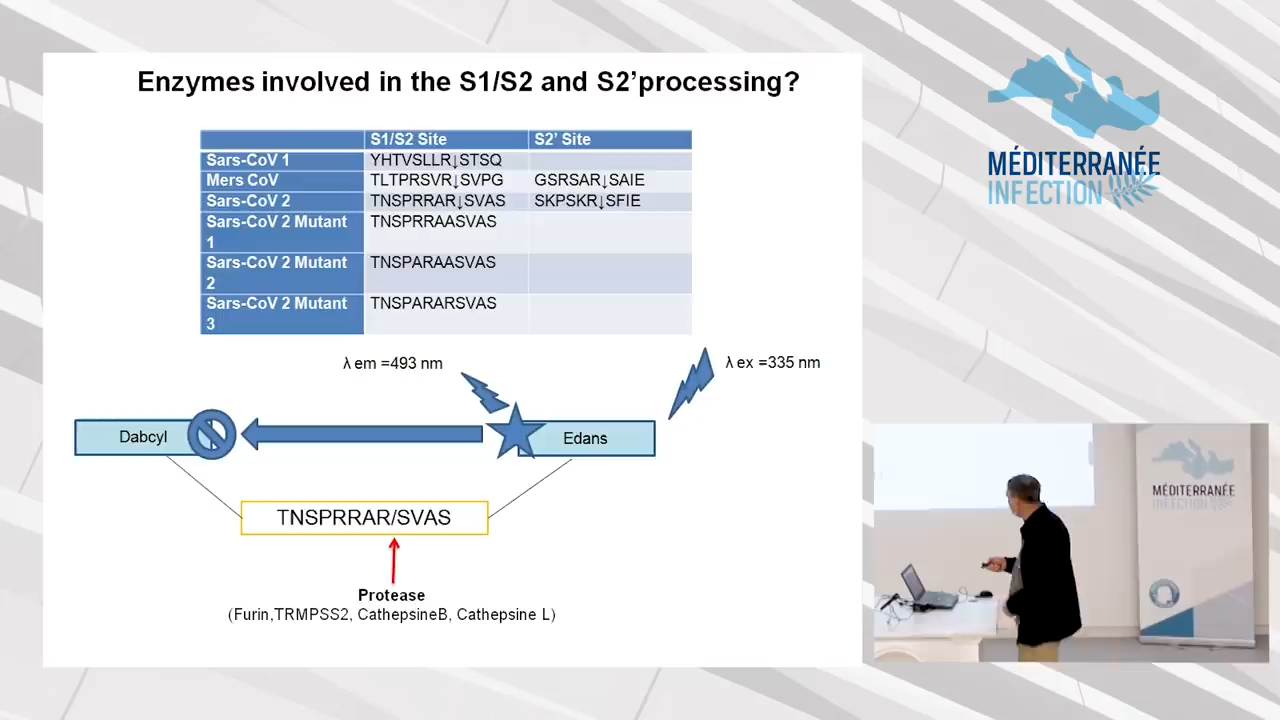 Enzymes involved in the S1/S2 and S2’processing?
S1/S2 Site S2’ Site
Sars-CoV 1 YHTVSLLR↓STSQ
Mers CoV TLTPRSVR↓SVPG GSRSAR↓SAIE
Sars-CoV 2 TNSPRRAR↓SVAS SKPSKR↓SFIE
Sars-CoV 2 Mutant 1 TNSPRRAASVAS
Sars-CoV 2 Mutant 2 TNSPARAASVAS
Sars-CoV 2 Mutant 3 TNSPARARSVAS
λ em =493 nm
λ ex =335 nm
Dabcyl
Edans
TNSPRRAR/SVAS
Protease
(Furin,TRMPSS2, CathepsineB, Cathepsine L)
MÉDITERRANÉE
INFECTION
MÉDITERRANÉE
INFECTION